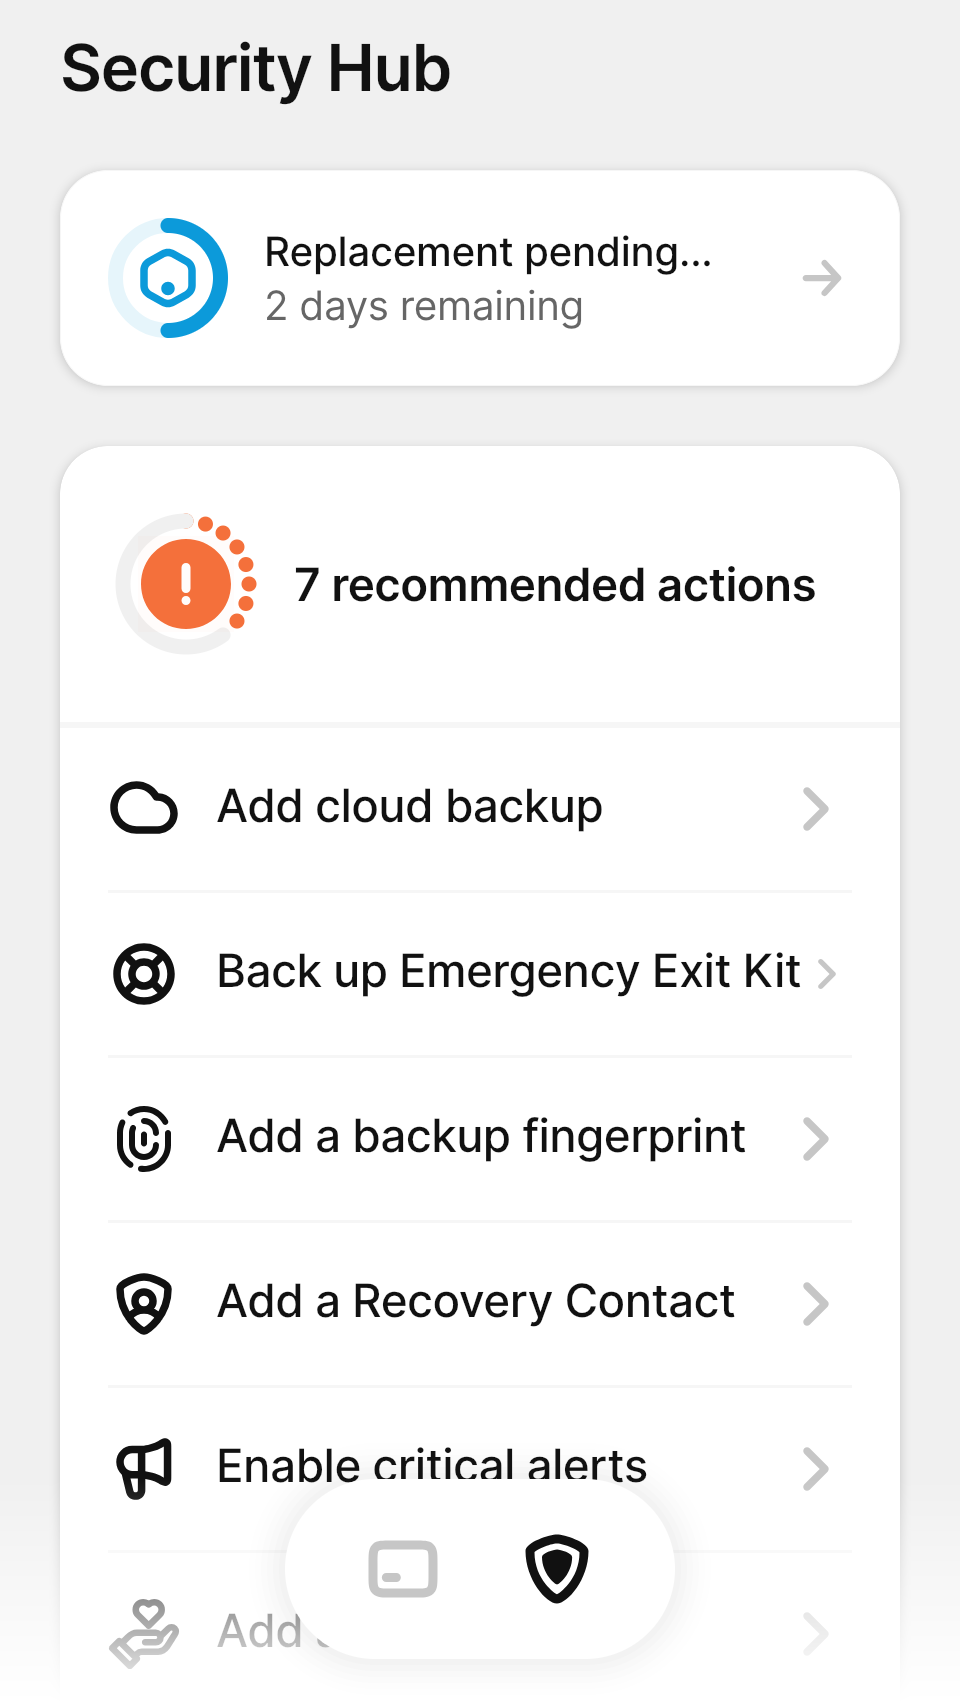 Security Hub
Replacement pending...
2 days remaining
7 recommended actions
Add cloud backup
Back up Emergency Exit Kit
Add a backup fingerprint
Add a Recovery Contact
Enable critical alerts
Add